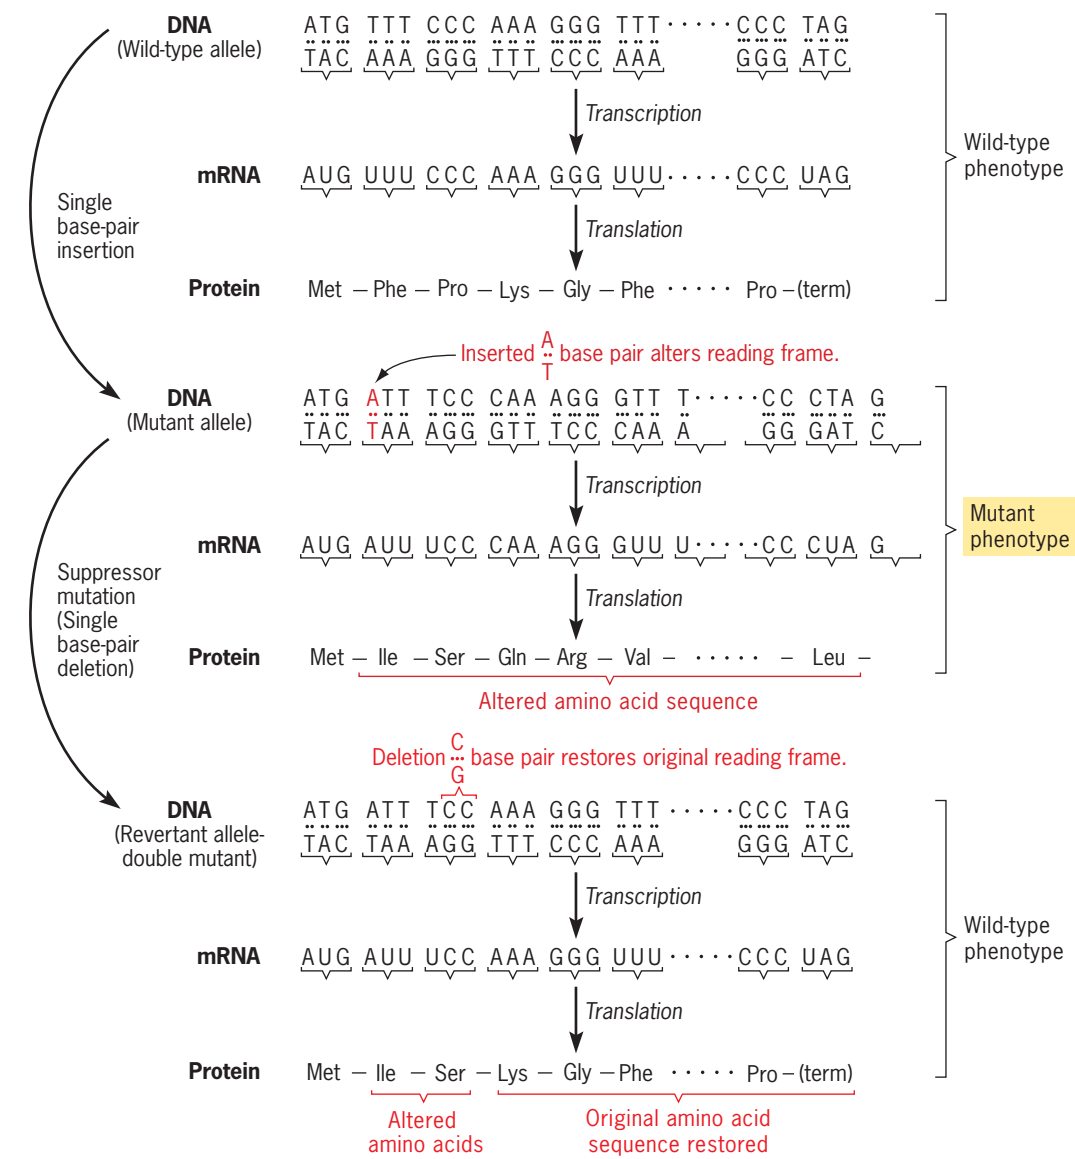 DNA
(Wild-type allele)
ATG TTT CCC AAA GGG TTT · · · · · CCC TAG
TAC AAA GGG TTT CCC AAA GGG ATC
Transcription
mRNA
AUG UUU CCC AAA GGG UUU · · · · · CCC UAG
Translation
Protein
Met – Phe – Pro – Lys – Gly – Phe · · · · · Pro – (term)
Wild-type
phenotype
Single
base-pair
insertion
Inserted A T base pair alters reading frame.
DNA
(Mutant allele)
ATG ATT TCC CAA AGG GTT T · · · · · CC CTA G
TAC TAA AGG GTT TCC CAA A GG GAT C
Transcription
mRNA
AUG AUU UCC CAA AGG GUU U · · · · · CC CUA G
Translation
Protein
Met – Ile – Ser – Gln – Arg – Val – · · · · · – Leu –
Altered amino acid sequence
Mutant
phenotype
Suppressor
mutation
(Single
base-pair
deletion)
Deletion C G base pair restores original reading frame.
DNA
(Revertant allele-
double mutant)
ATG ATT TCC AAA GGG TTT · · · · · CCC TAG
TAC TAA AGG TTT CCC AAA GGG ATC
Transcription
mRNA
AUG AUU UCC AAA GGG UUU · · · · · CCC UAG
Translation
Protein
Met – Ile – Ser – Lys – Gly – Phe · · · · · Pro – (term)
Altered
amino acids
Original amino acid
sequence restored
Wild-type
phenotype